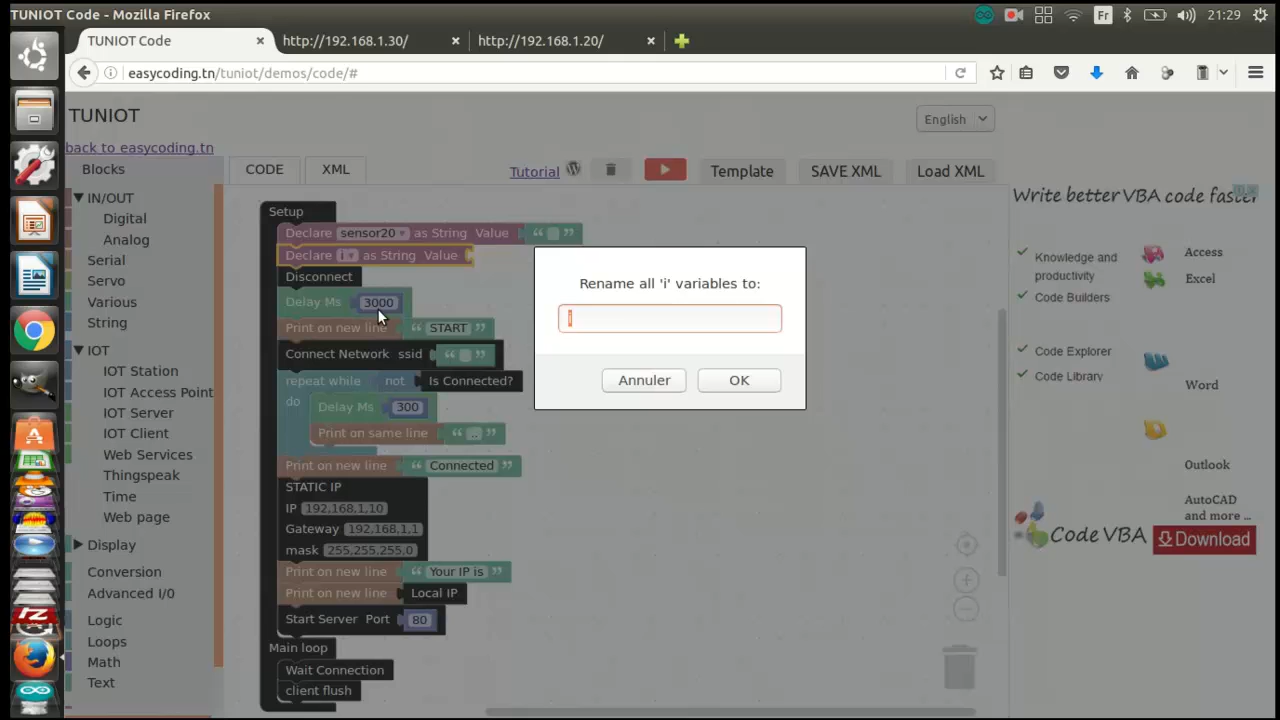 TUNIOT Code - Mozilla Firefox
Fr
21:29
TUNIOT Code
http://192.168.1.30/
http://192.168.1.20/
easycoding.tn/tuniot/demos/code/#
TUNIOT
English
back to easycoding.tn
Blocks
CODE
XML
Tutorial
Template
SAVE XML
Load XML
IN/OUT
Digital
Analog
Serial
Servo
Various
String
IOT
IOT Station
IOT Access Point
IOT Server
IOT Client
Web Services
Thingspeak
Time
Web page
Display
Conversion
Advanced I/0
Logic
Loops
Math
Text
Setup
Declare sensor20 as String Value “ ”
Declare i as String Value
Disconnect
Delay Ms 3000
Print on new line “ START ”
Connect Network ssid “ ”
repeat while not Is Connected?
do
Delay Ms 300
Print on same line “ .. ”
Print on new line “ Connected ”
STATIC IP
IP 192,168,1,10
Gateway 192,168,1,1
mask 255,255,255,0
Print on new line “ Your IP is ”
Print on new line Local IP
Start Server Port 80
Main loop
Wait Connection
client flush
Rename all 'i' variables to:
i
Annuler
OK
Write better VBA code faster
Knowledge and
productivity
Code Builders
Code Explorer
Code Library
Access
Excel
Word
Outlook
AutoCAD
and more ...
Code VBA
Download